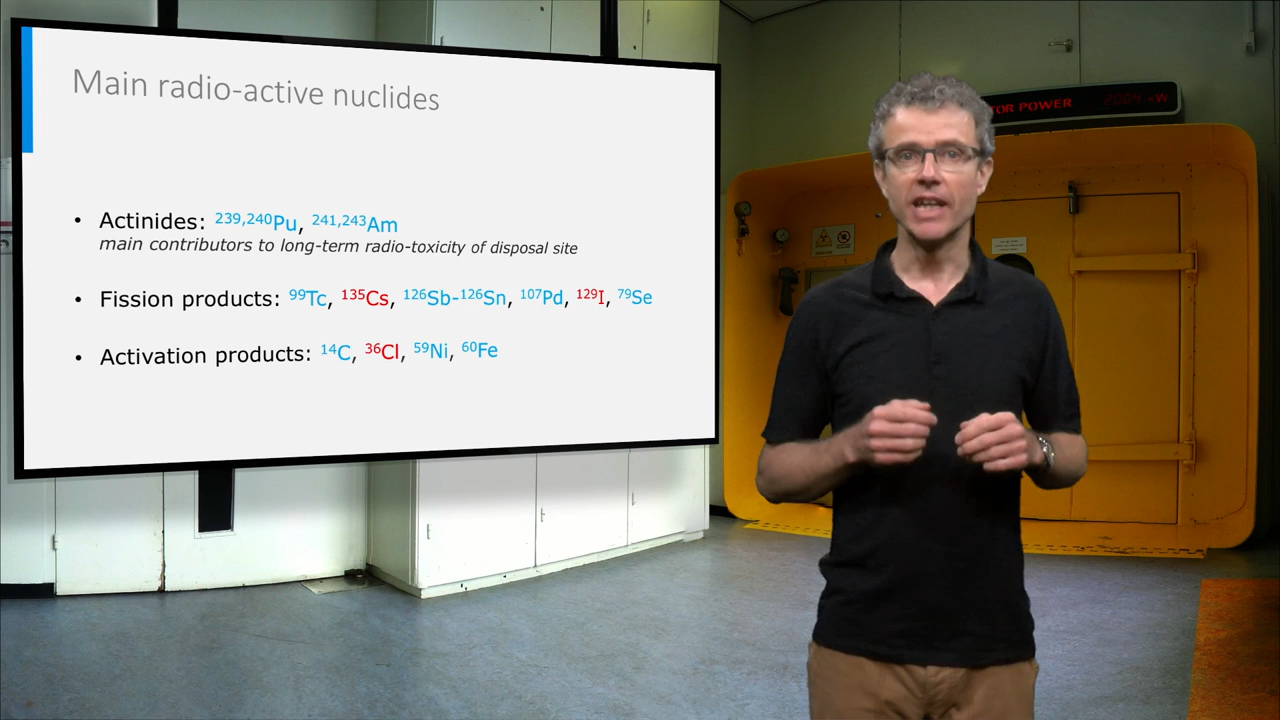 Main radio-active nuclides
• Actinides: ²³⁹,²⁴⁰Pu, ²⁴¹,²⁴³Am
main contributors to long-term radio-toxicity of disposal site
• Fission products: ⁹⁹Tc, ¹³⁵Cs, ¹²⁶Sb-¹²⁶Sn, ¹⁰⁷Pd, ¹²⁹I, ⁷⁹Se
• Activation products: ¹⁴C, ³⁶Cl, ⁵⁹Ni, ⁶⁰Fe
TOR POWER